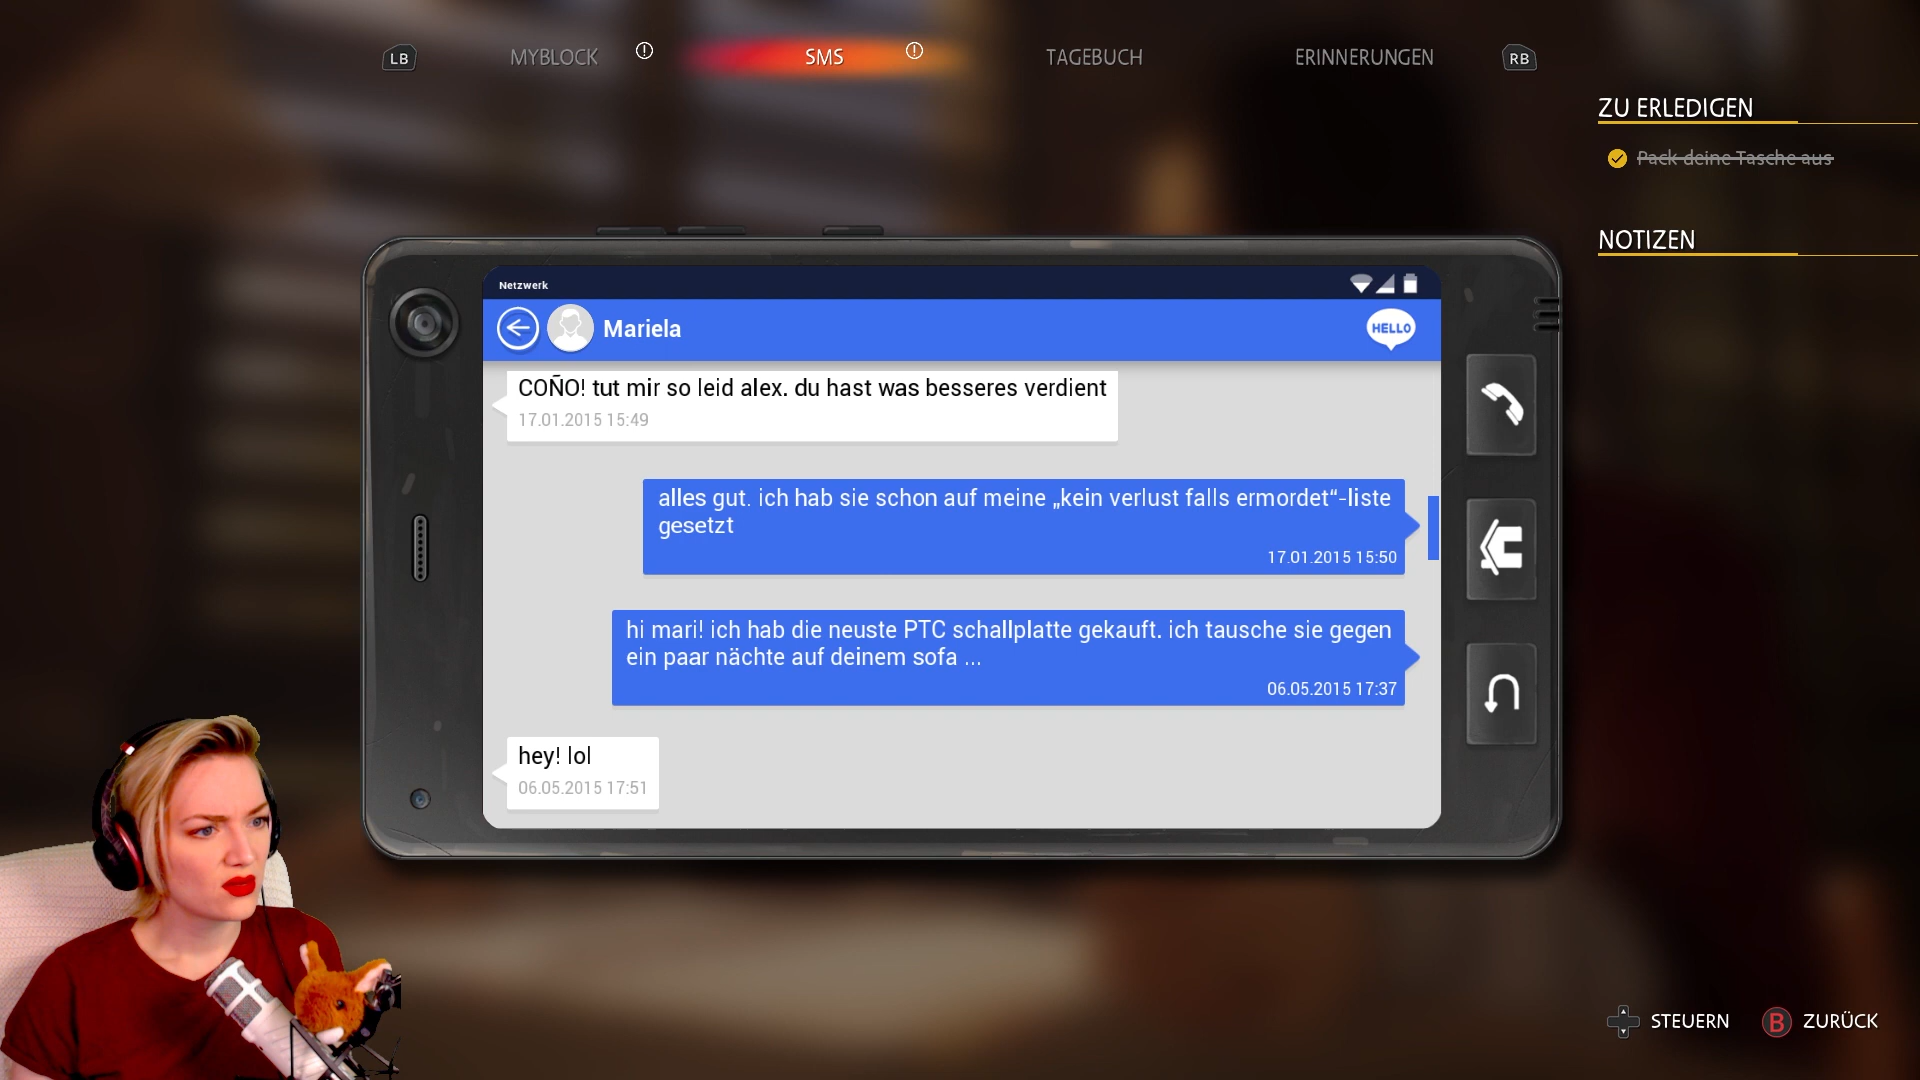 LB
MYBLOCK
SMS
TAGEBUCH
ERINNERUNGEN
RB
ZU ERLEDIGEN
Pack deine Tasche aus
NOTIZEN
Netzwerk
Mariela
HELLO
COÑO! tut mir so leid alex. du hast was besseres verdient
17.01.2015 15:49
alles gut. ich hab sie schon auf meine „kein verlust falls ermordet“-liste
gesetzt
17.01.2015 15:50
hi mari! ich hab die neuste PTC schallplatte gekauft. ich tausche sie gegen
ein paar nächte auf deinem sofa ...
06.05.2015 17:37
hey! lol
06.05.2015 17:51
STEUERN
B ZURÜCK